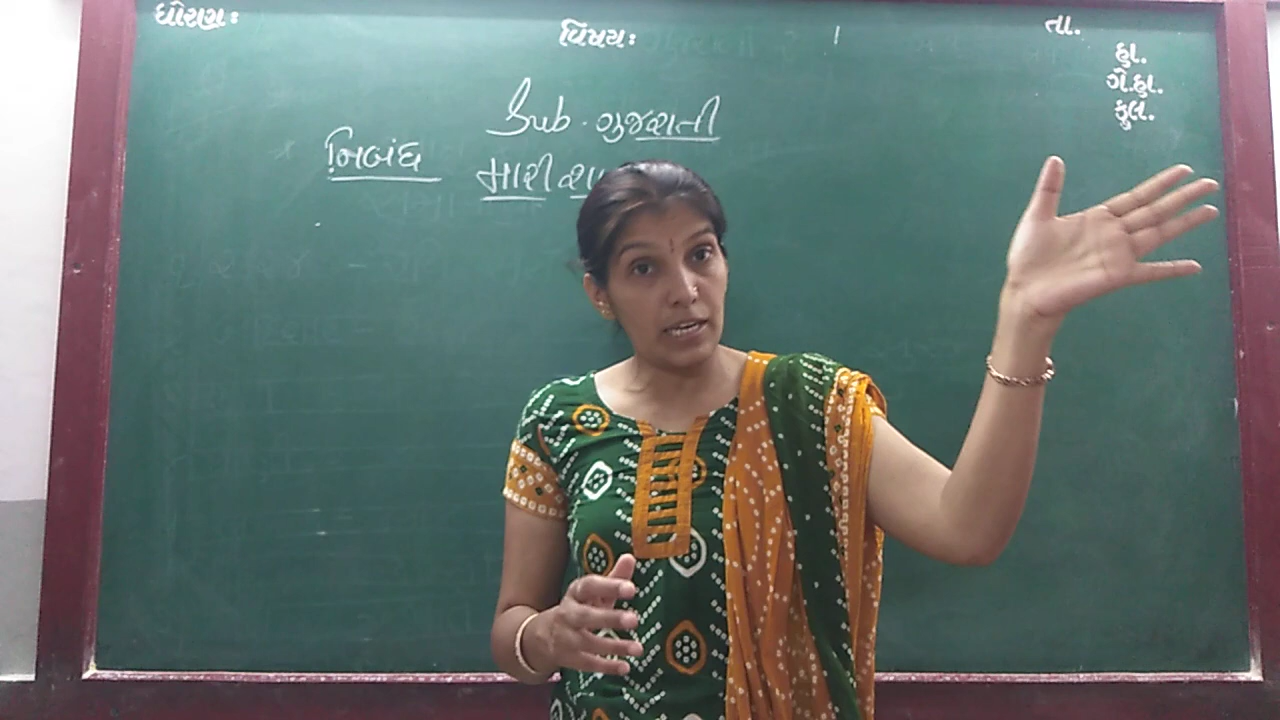 ધોરણઃ
વિષયઃ
તા.
હા.
ગે.હા.
કુલ.
Sub. ગુજરાતી
નિબંધ મારી શા